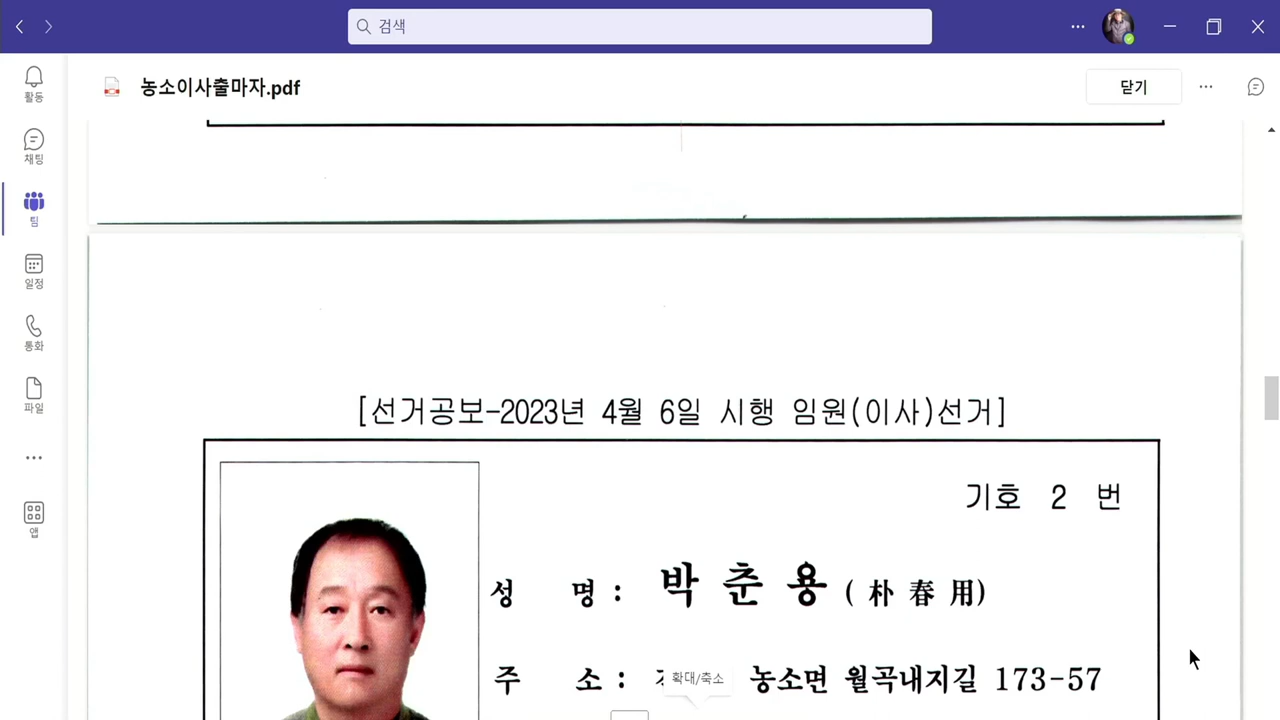 검색
농소이사출마자.pdf
닫기
활동
채팅
팀
일정
통화
파일
앱
[선거공보-2023년 4월 6일 시행 임원(이사)선거]
기호 2 번
성 명 : 박 춘 용 ( 朴 春 用)
주 소 : 농소면 월곡내지길 173-57
확대/축소